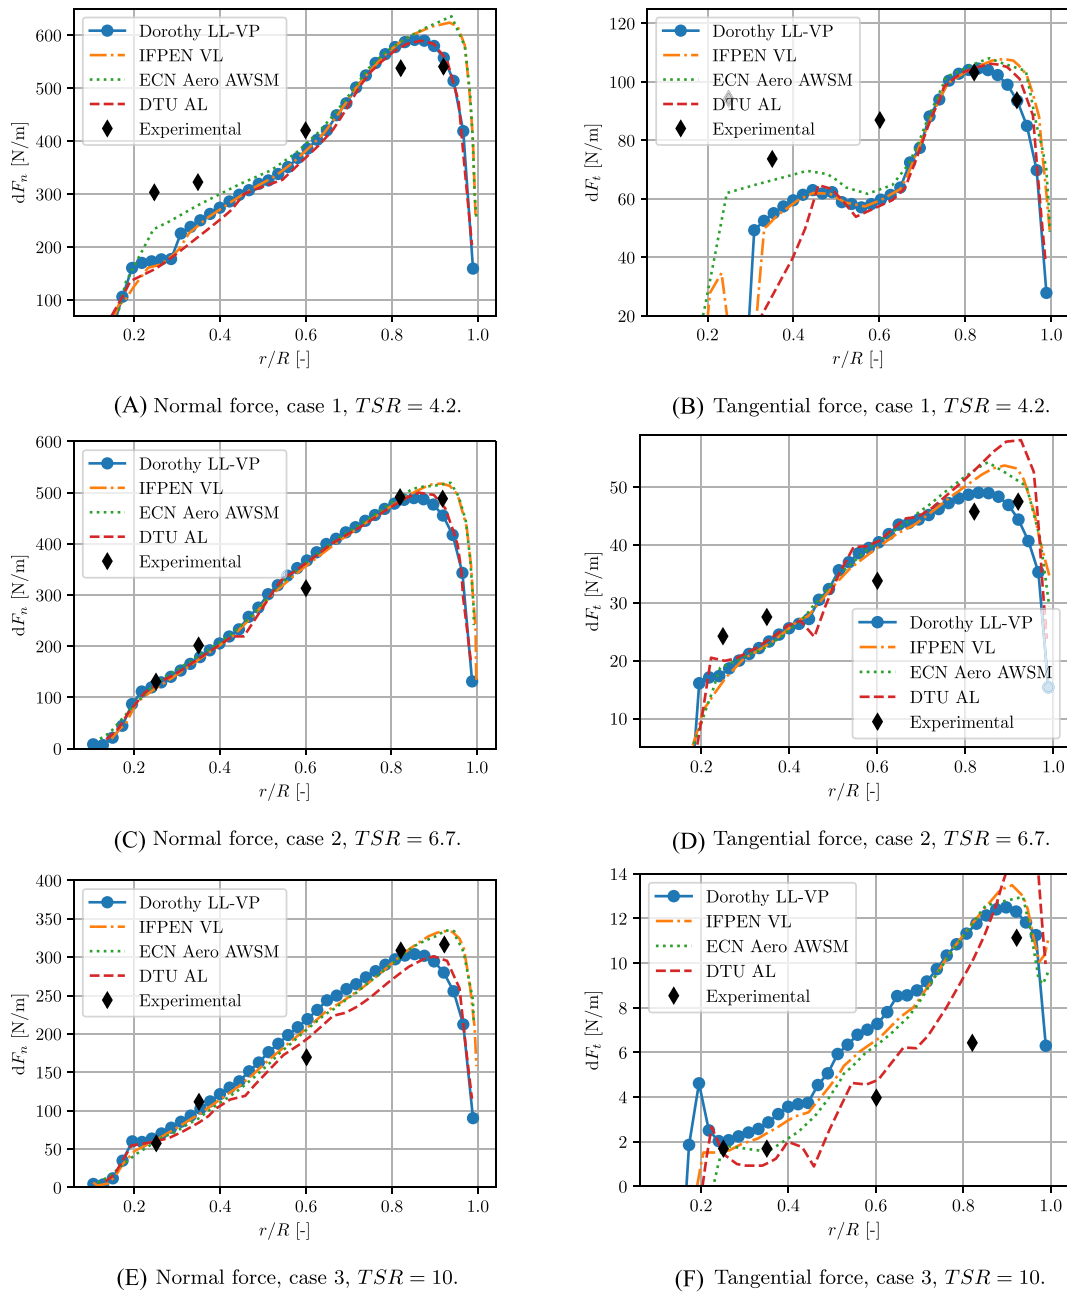 600
500
400
300
200
100
dFₙ [N/m]
Dorothy LL-VP
IFPEN VL
ECN Aero AWSM
DTU AL
Experimental
0.2 0.4 0.6 0.8 1.0
r/R [-]
(A) Normal force, case 1, TSR = 4.2.
120
100
80
60
40
20
dFₜ [N/m]
Dorothy LL-VP
IFPEN VL
ECN Aero AWSM
DTU AL
Experimental
0.2 0.4 0.6 0.8 1.0
r/R [-]
(B) Tangential force, case 1, TSR = 4.2.
600
500
400
300
200
100
0
dFₙ [N/m]
Dorothy LL-VP
IFPEN VL
ECN Aero AWSM
DTU AL
Experimental
0.2 0.4 0.6 0.8 1.0
r/R [-]
(C) Normal force, case 2, TSR = 6.7.
50
40
30
20
10
dFₜ [N/m]
Dorothy LL-VP
IFPEN VL
ECN Aero AWSM
DTU AL
Experimental
0.2 0.4 0.6 0.8 1.0
r/R [-]
(D) Tangential force, case 2, TSR = 6.7.
400
350
300
250
200
150
100
50
0
dFₙ [N/m]
Dorothy LL-VP
IFPEN VL
ECN Aero AWSM
DTU AL
Experimental
0.2 0.4 0.6 0.8 1.0
r/R [-]
(E) Normal force, case 3, TSR = 10.
14
12
10
8
6
4
2
0
dFₜ [N/m]
Dorothy LL-VP
IFPEN VL
ECN Aero AWSM
DTU AL
Experimental
0.2 0.4 0.6 0.8 1.0
r/R [-]
(F) Tangential force, case 3, TSR = 10.